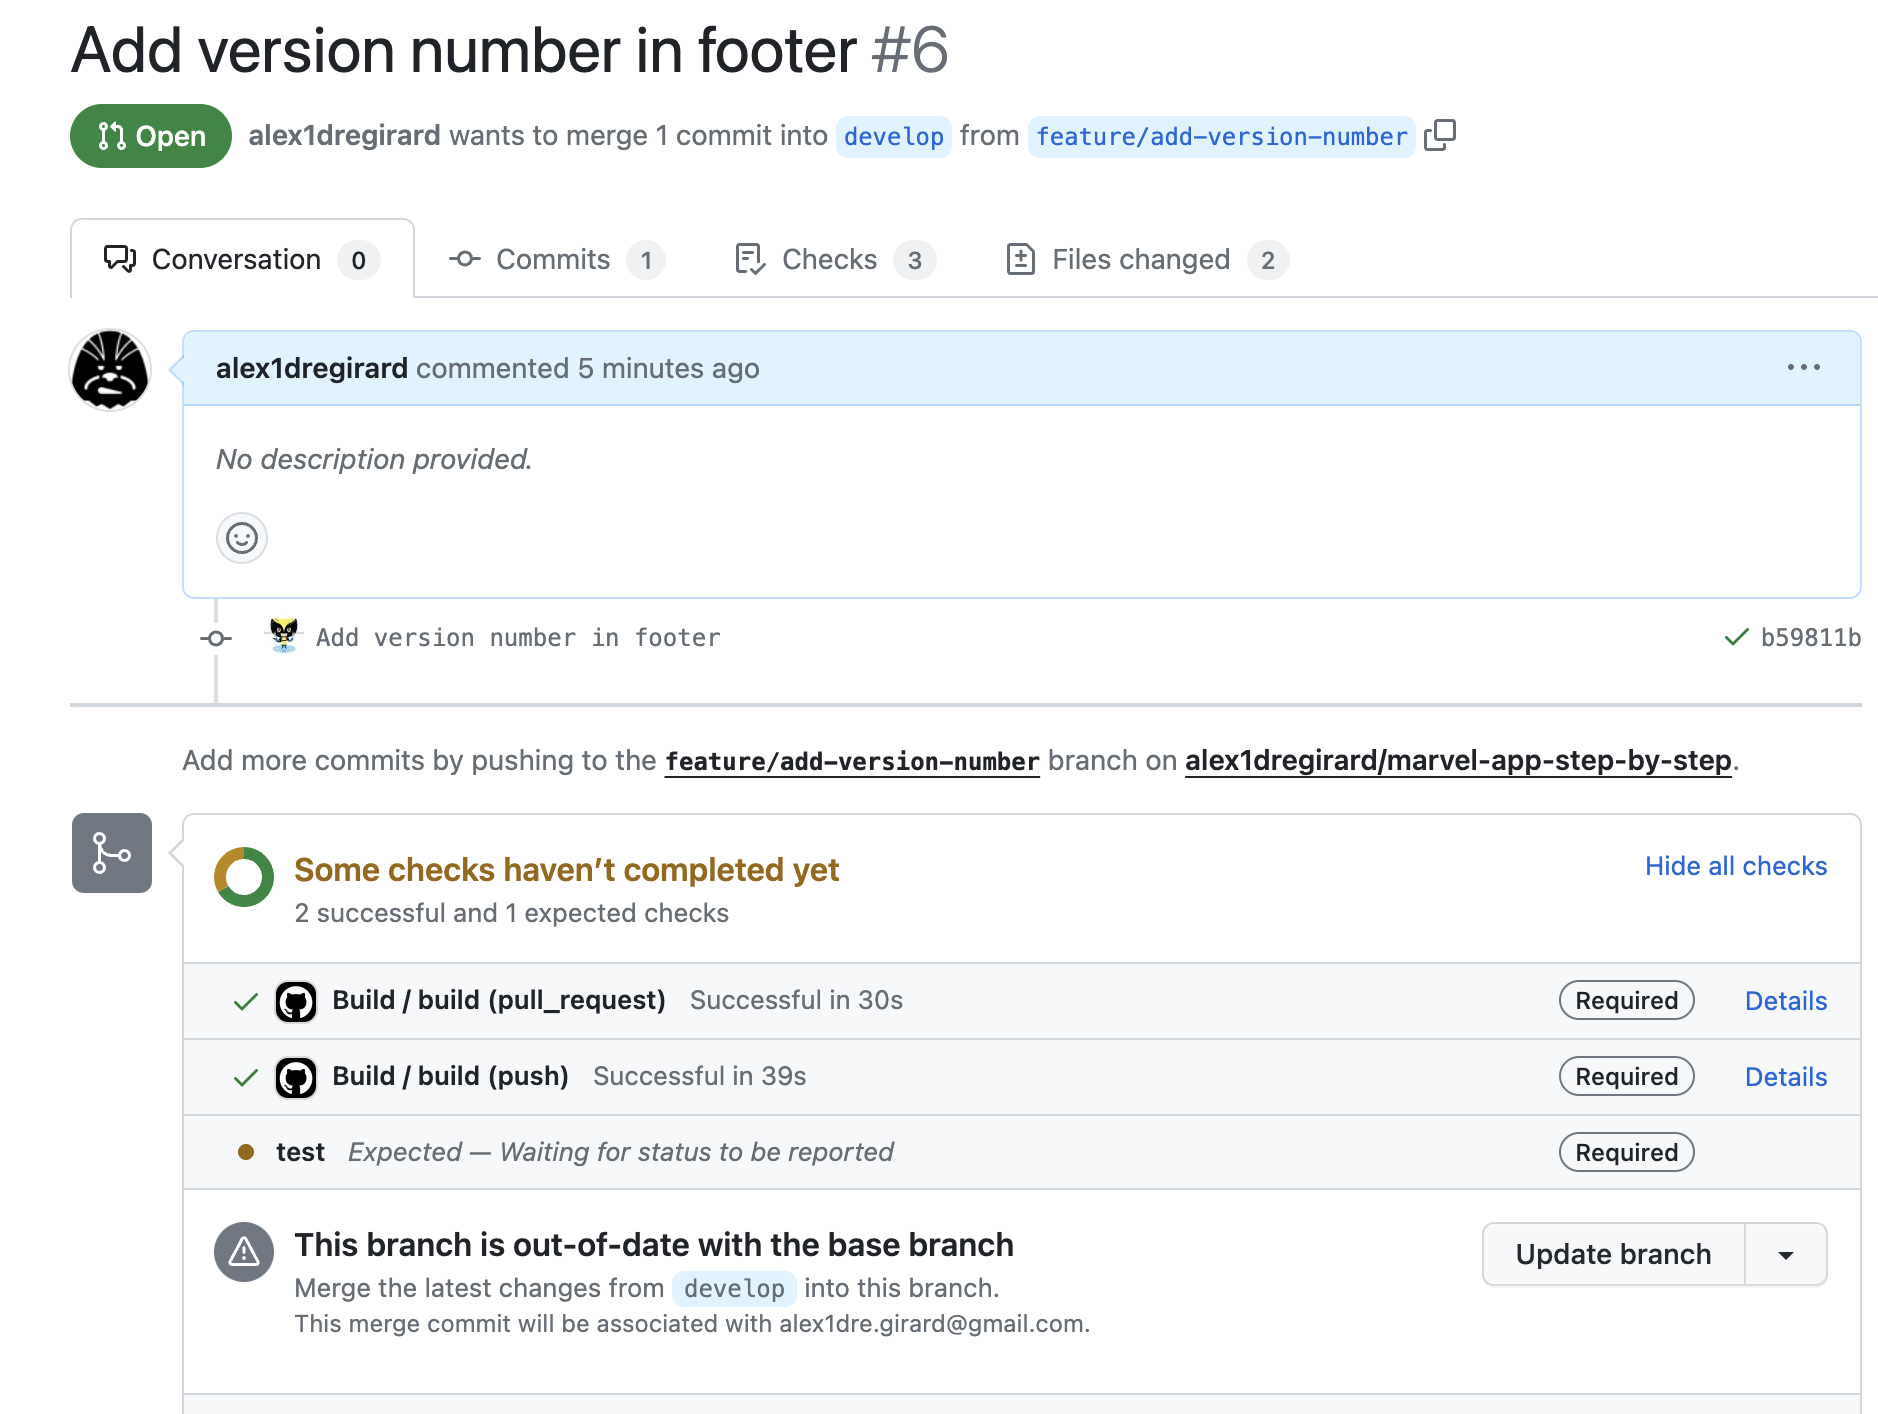 Add version number in footer #6
Open alex1dregirard wants to merge 1 commit into develop from feature/add-version-number
Conversation 0 Commits 1 Checks 3 Files changed 2
alex1dregirard commented 5 minutes ago
No description provided.
Add version number in footer b59811b
Add more commits by pushing to the feature/add-version-number branch on alex1dregirard/marvel-app-step-by-step.
Some checks haven’t completed yet Hide all checks
2 successful and 1 expected checks
Build / build (pull_request) Successful in 30s Required Details
Build / build (push) Successful in 39s Required Details
test Expected — Waiting for status to be reported Required
This branch is out-of-date with the base branch Update branch
Merge the latest changes from develop into this branch.
This merge commit will be associated with alex1dre.girard@gmail.com.